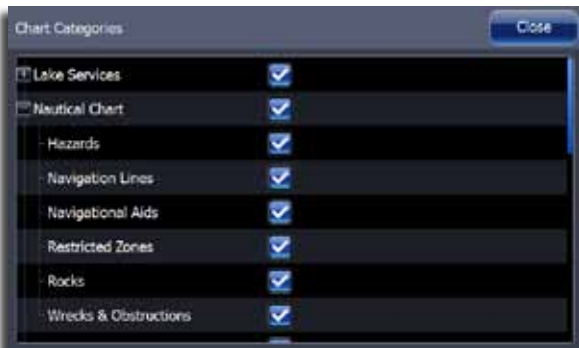 Chart Categories
Close
Lake Services
Nautical Chart
Hazards
Navigation Lines
Navigational Aids
Restricted Zones
Rocks
Wrecks & Obstructions